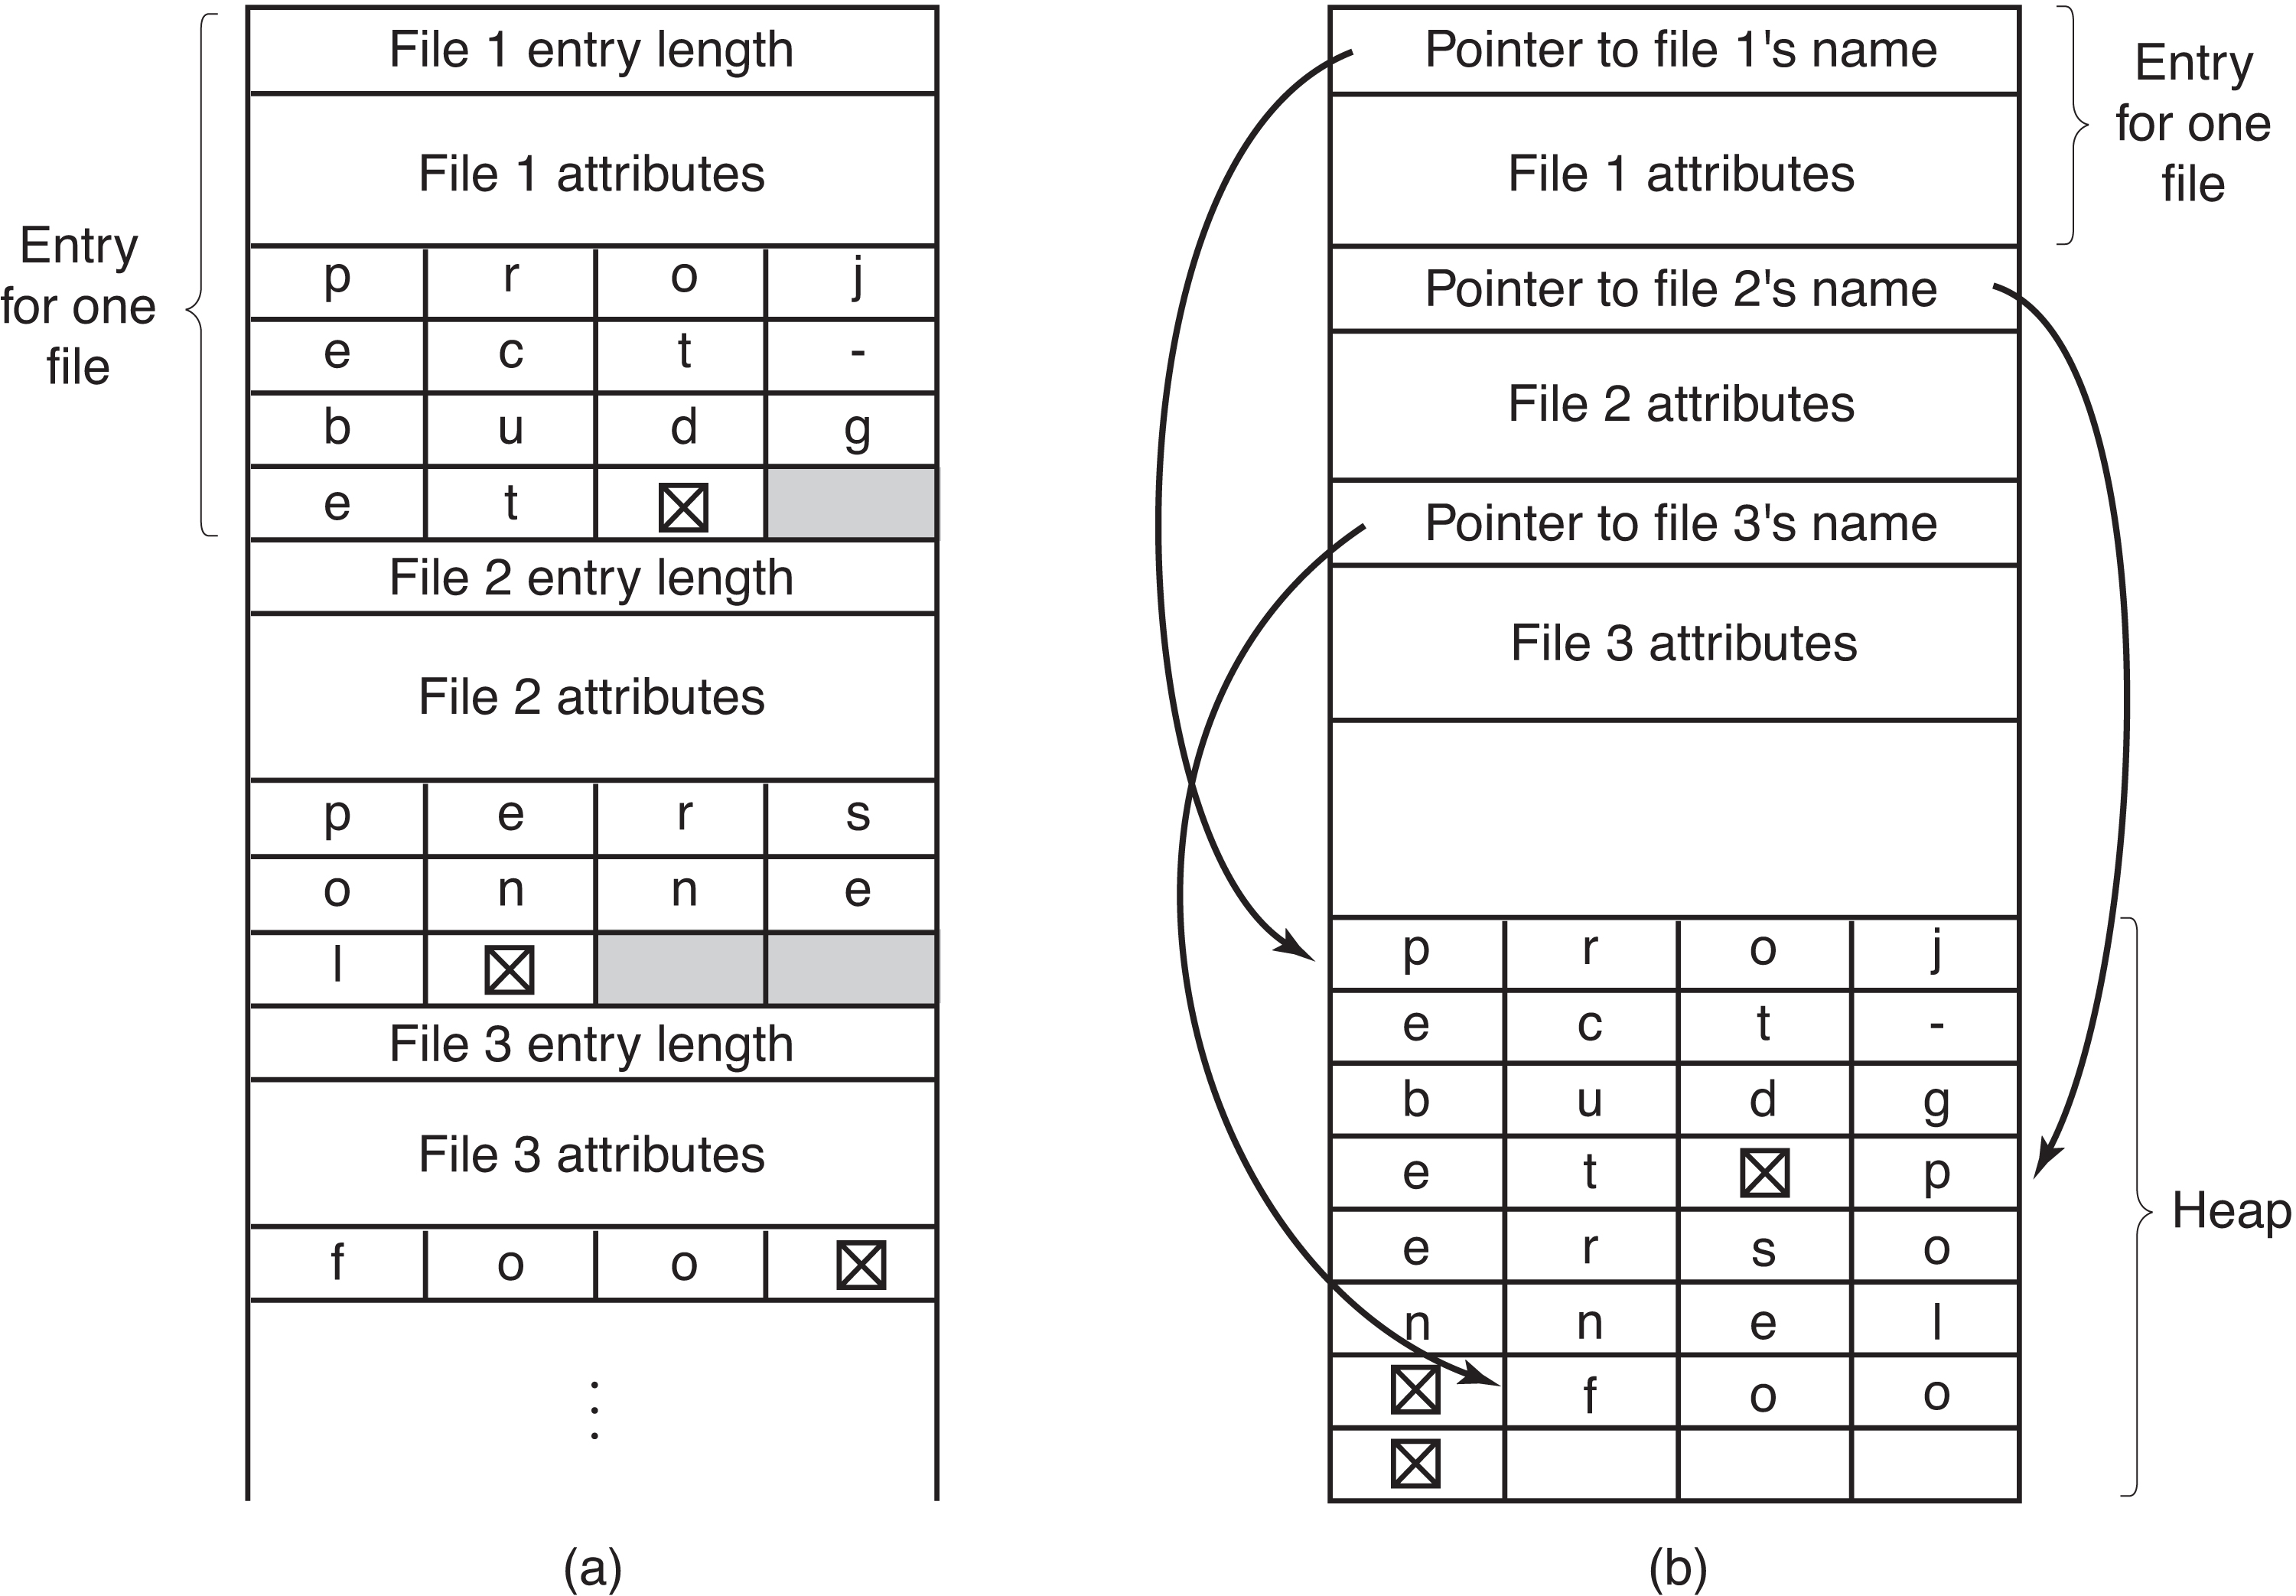 File 1 entry length
File 1 attributes
Entry
for one
file
p r o j
e c t -
b u d g
e t
File 2 entry length
File 2 attributes
p e r s
o n n e
l
File 3 entry length
File 3 attributes
f o o
(a)
Pointer to file 1's name
File 1 attributes
Entry
for one
file
Pointer to file 2's name
File 2 attributes
Pointer to file 3's name
File 3 attributes
p r o j
e c t -
b u d g
e t p
e r s o
n n e l
f o o
Heap
(b)